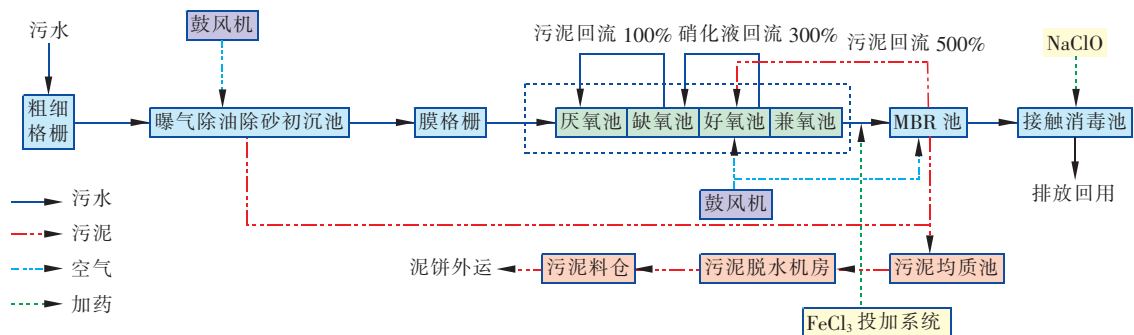 污水
鼓风机
污泥回流 100%
硝化液回流 300%
污泥回流 500%
NaClO
粗细
格栅
曝气除油除砂初沉池
膜格栅
厌氧池
缺氧池
好氧池
兼氧池
MBR 池
接触消毒池
污水
污泥
空气
加药
鼓风机
排放回用
泥饼外运
污泥料仓
污泥脱水机房
污泥均质池
FeCl₃ 投加系统